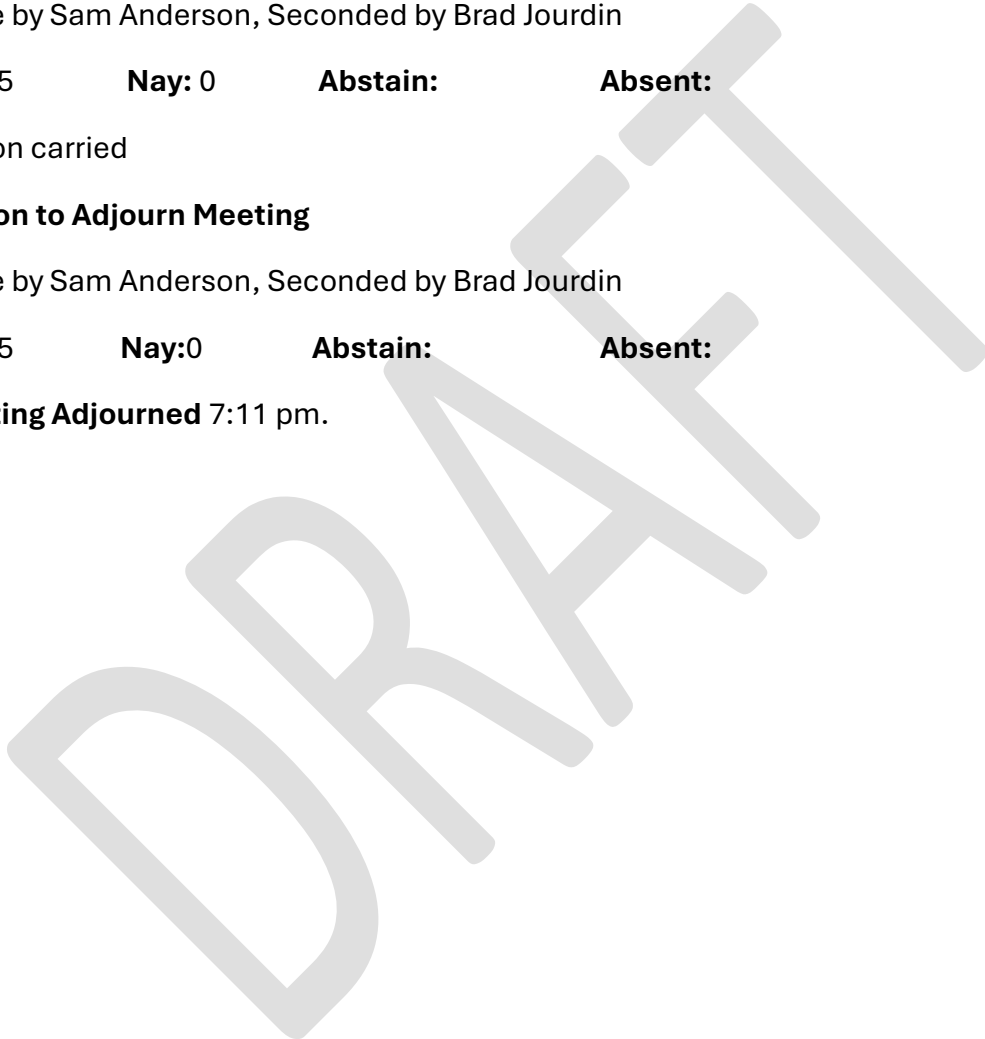 e by Sam Anderson, Seconded by Brad Jourdin
5 Nay: 0 Abstain: Absent:
on carried
on to Adjourn Meeting
e by Sam Anderson, Seconded by Brad Jourdin
5 Nay:0 Abstain: Absent:
ing Adjourned 7:11 pm.
DRAFT